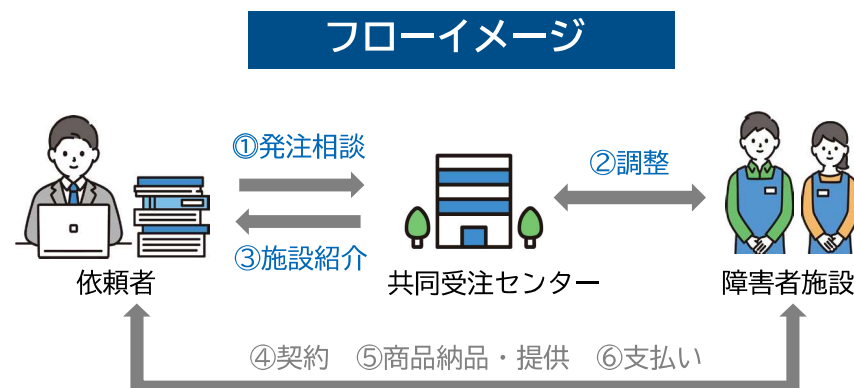 フローイメージ
①発注相談
②調整
③施設紹介
依頼者
共同受注センター
障害者施設
④契約 ⑤商品納品・提供 ⑥支払い